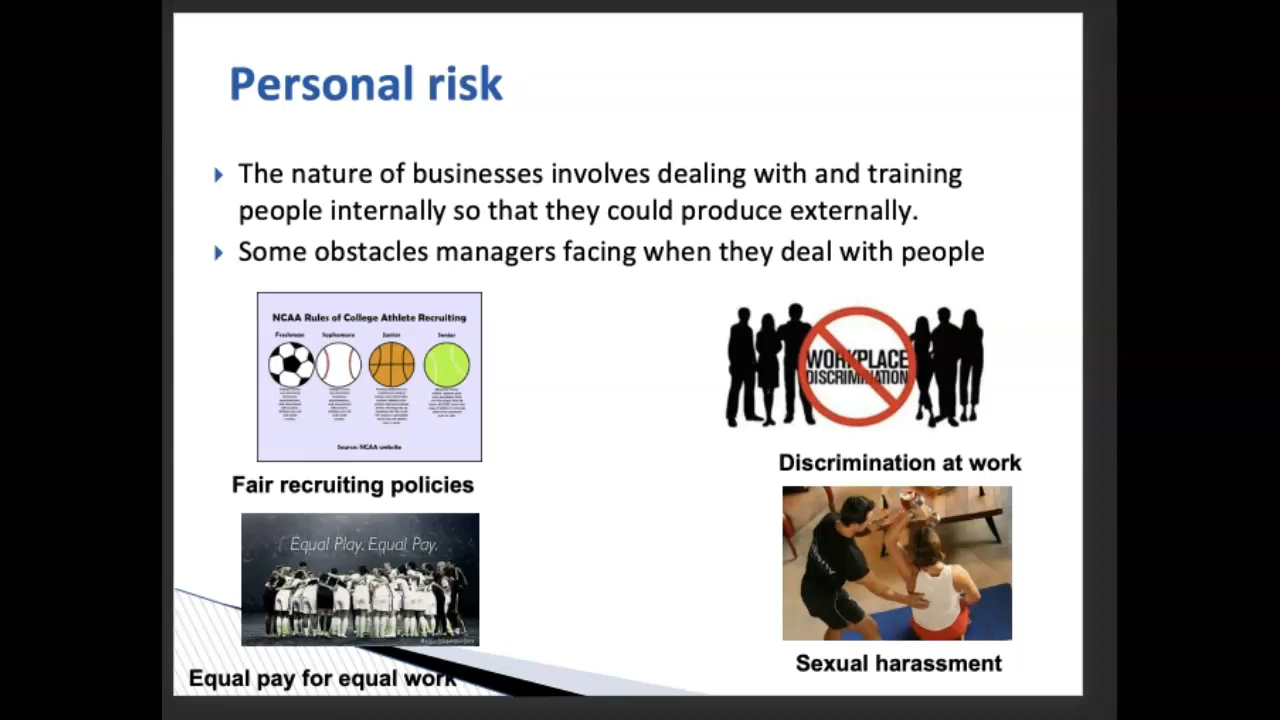 Personal risk
The nature of businesses involves dealing with and training
people internally so that they could produce externally.
Some obstacles managers facing when they deal with people
NCAA Rules of College Athlete Recruiting
Freshman Sophomore Junior Senior
Source: NCAA website
Fair recruiting policies
WORKPLACE
DISCRIMINATION
Discrimination at work
Equal Play. Equal Pay.
Equal pay for equal work
Sexual harassment